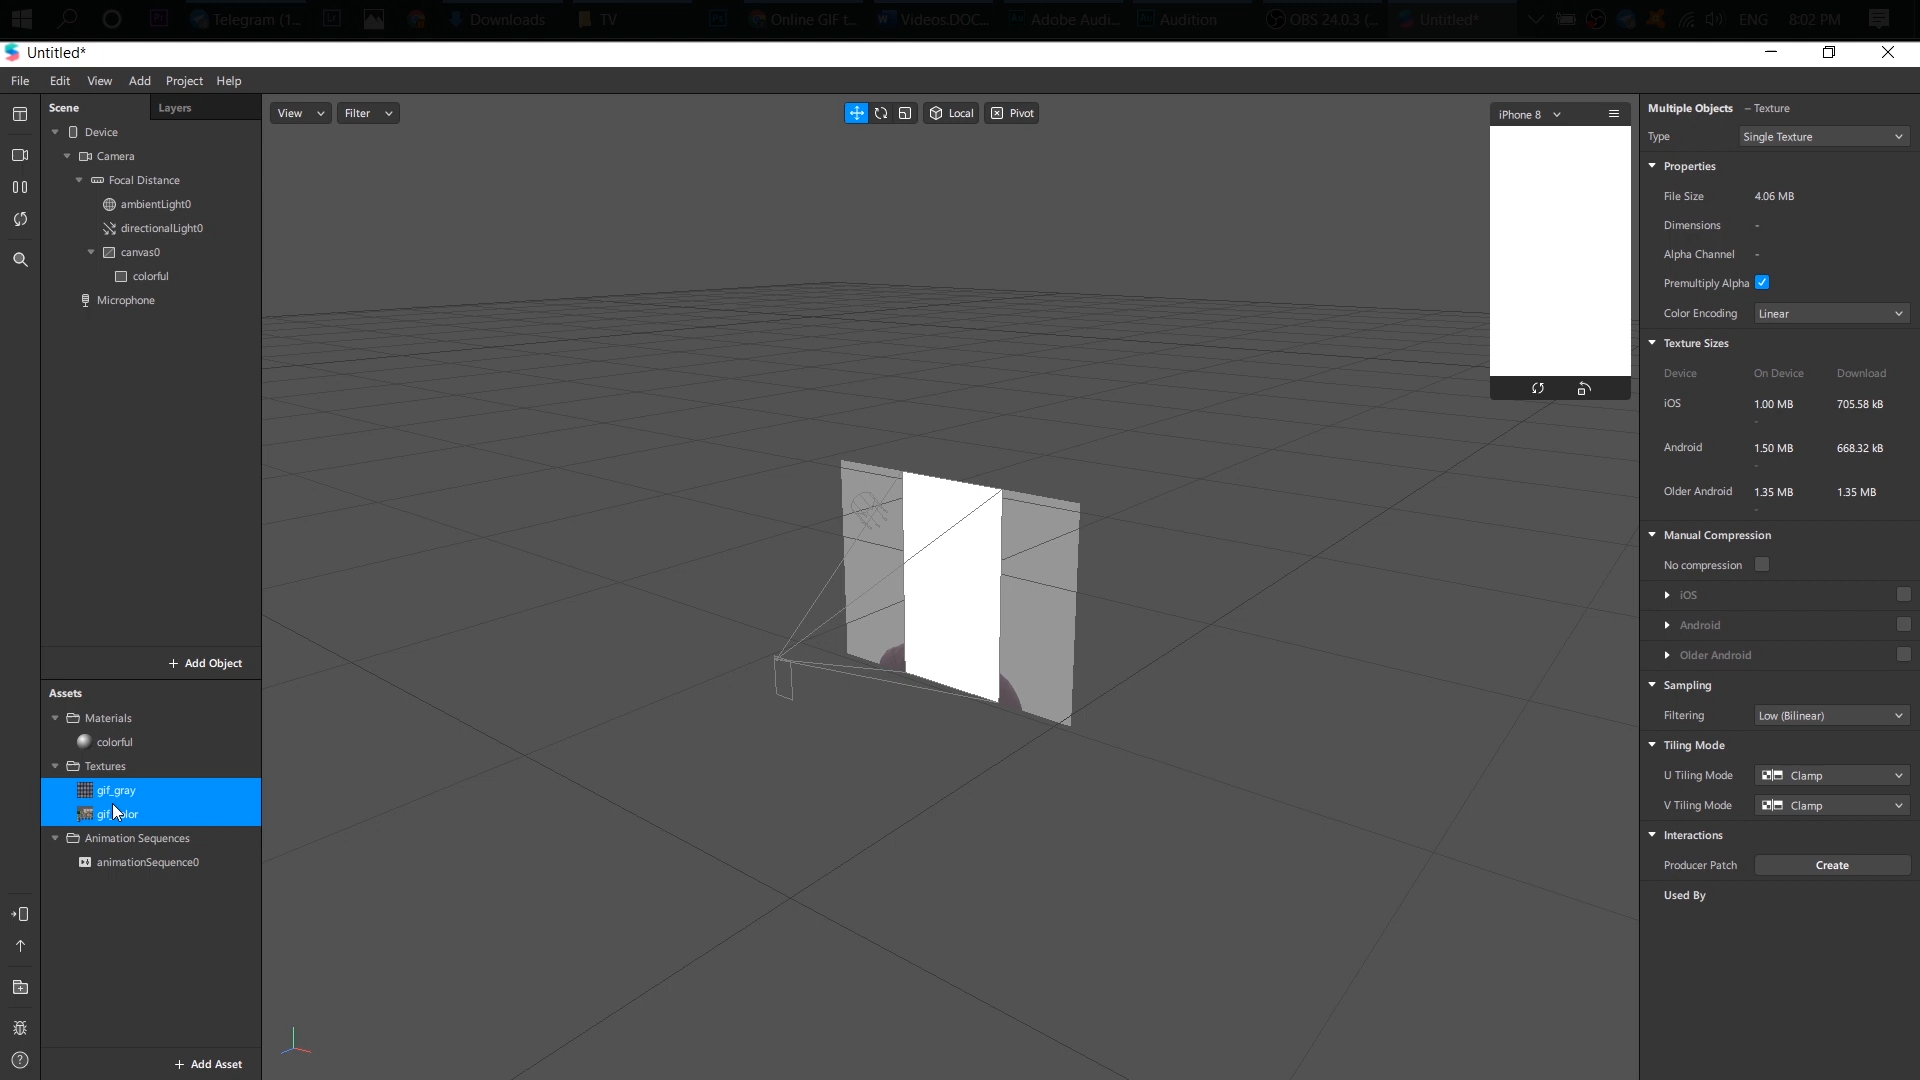 Telegram (1...
Downloads
TV
Online GIF t...
Videos.DOC...
Adobe Audi...
Audition
OBS 24.0.3 (...
Untitled*
ENG
8:02 PM
Untitled*
File Edit View Add Project Help
Scene
Layers
Device
Camera
Focal Distance
ambientLight0
directionalLight0
canvas0
colorful
Microphone
+ Add Object
Assets
Materials
colorful
Textures
gif_gray
Animation Sequences
animationSequence0
+ Add Asset
View
Filter
Local
Pivot
iPhone 8
Multiple Objects – Texture
Type Single Texture
Properties
File Size 4.06 MB
Dimensions -
Alpha Channel -
Premultiply Alpha
Color Encoding Linear
Texture Sizes
Device On Device Download
iOS 1.00 MB 705.58 kB
-
Android 1.50 MB 668.32 kB
-
Older Android 1.35 MB 1.35 MB
-
Manual Compression
No compression
iOS
Android
Older Android
Sampling
Filtering Low (Bilinear)
Tiling Mode
U Tiling Mode Clamp
V Tiling Mode Clamp
Interactions
Producer Patch Create
Used By